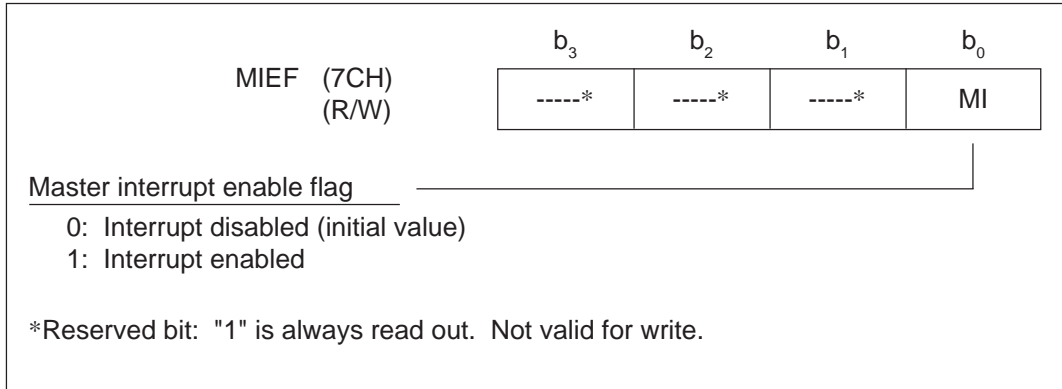 b3 b2 b1 b0
MIEF (7CH) -----* -----* -----* MI
(R/W)
Master interrupt enable flag
0: Interrupt disabled (initial value)
1: Interrupt enabled
*Reserved bit: "1" is always read out. Not valid for write.